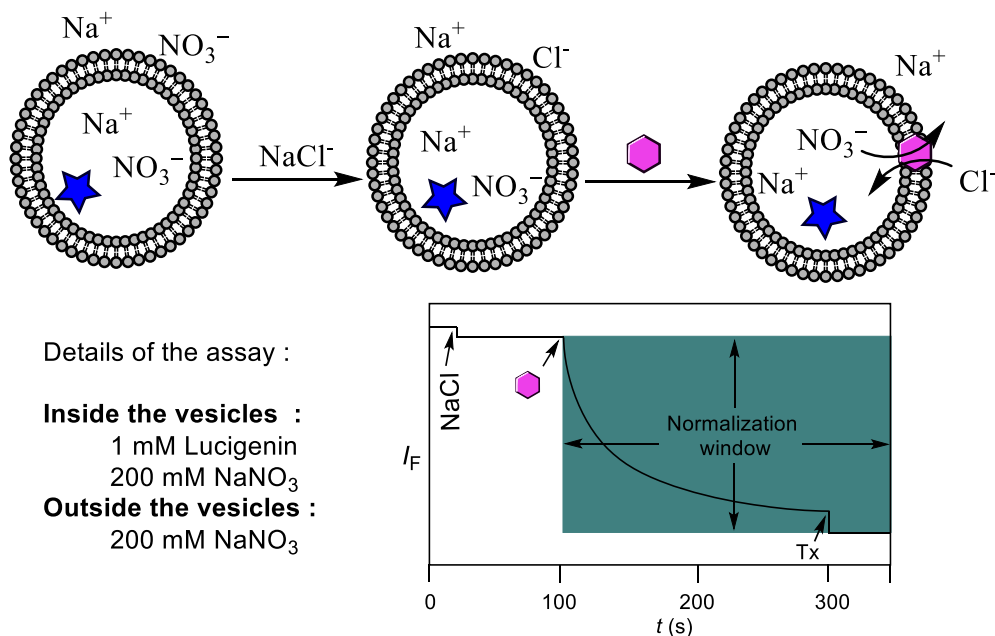 Na⁺
NO₃⁻
Na⁺
NO₃⁻
NaCl⁻
Na⁺
Cl⁻
Na⁺
NO₃⁻
Na⁺
NO₃⁻
Na⁺
Cl⁻
Details of the assay :
Inside the vesicles :
1 mM Lucigenin
200 mM NaNO₃
Outside the vesicles :
200 mM NaNO₃
I_F
NaCl
Normalization
window
Tx
0 100 200 300
t (s)